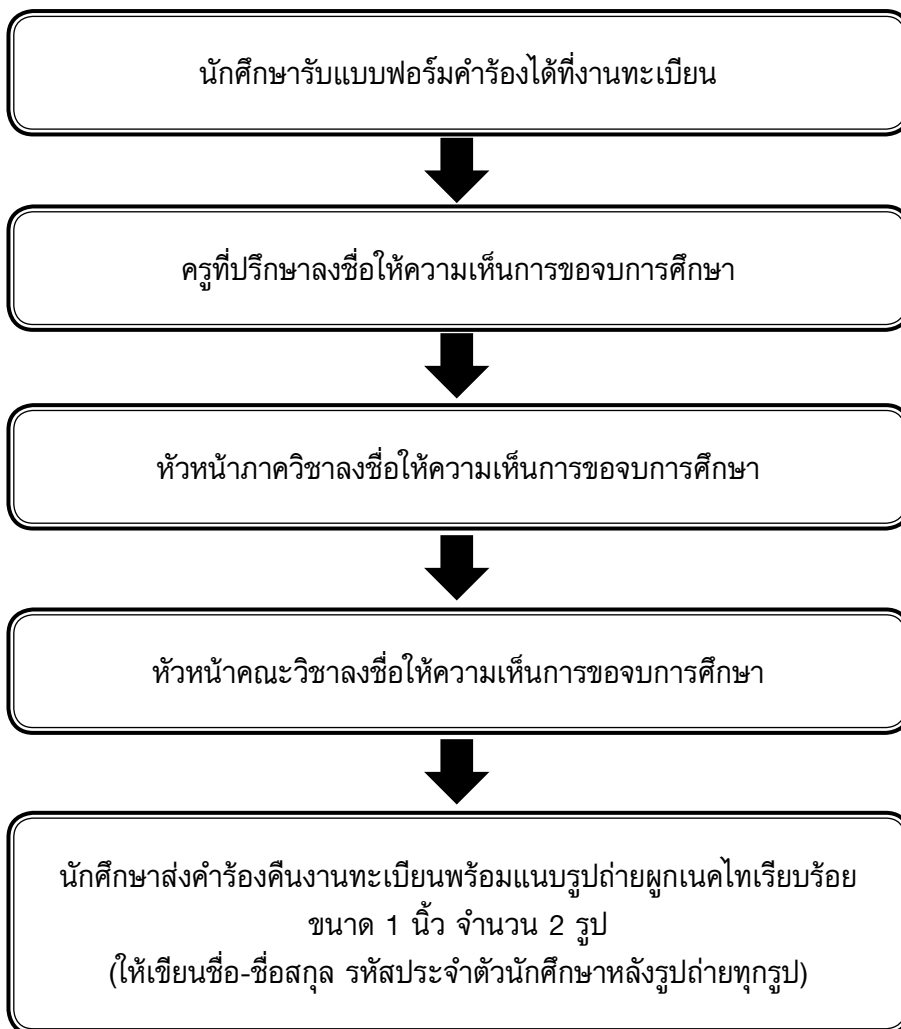 นักศึกษารับแบบฟอร์มคำร้องได้ที่งานทะเบียน
ครูที่ปรึกษาลงชื่อให้ความเห็นการขอจบการศึกษา
หัวหน้าภาควิชาลงชื่อให้ความเห็นการขอจบการศึกษา
หัวหน้าคณะวิชาลงชื่อให้ความเห็นการขอจบการศึกษา
นักศึกษาส่งคำร้องคืนงานทะเบียนพร้อมแนบรูปถ่ายผูกเนคไทเรียบร้อย
ขนาด 1 นิ้ว จำนวน 2 รูป
(ให้เขียนชื่อ-ชื่อสกุล รหัสประจำตัวนักศึกษาหลังรูปถ่ายทุกรูป)